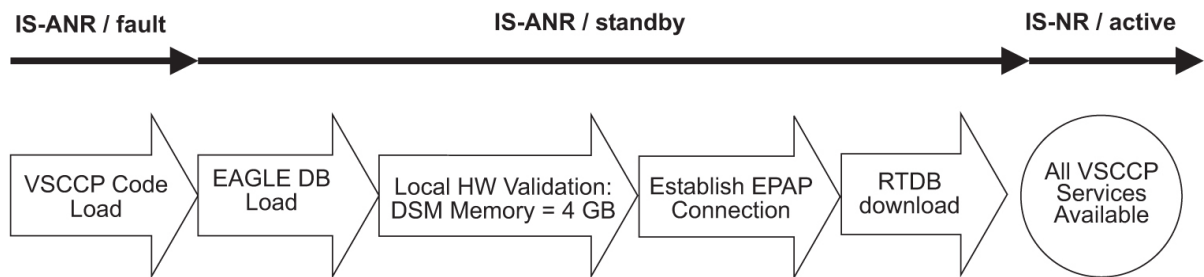 IS-ANR / fault
IS-ANR / standby
IS-NR / active
VSCCP Code
Load
EAGLE DB
Load
Local HW Validation:
DSM Memory = 4 GB
Establish EPAP
Connection
RTDB
download
All VSCCP
Services
Available